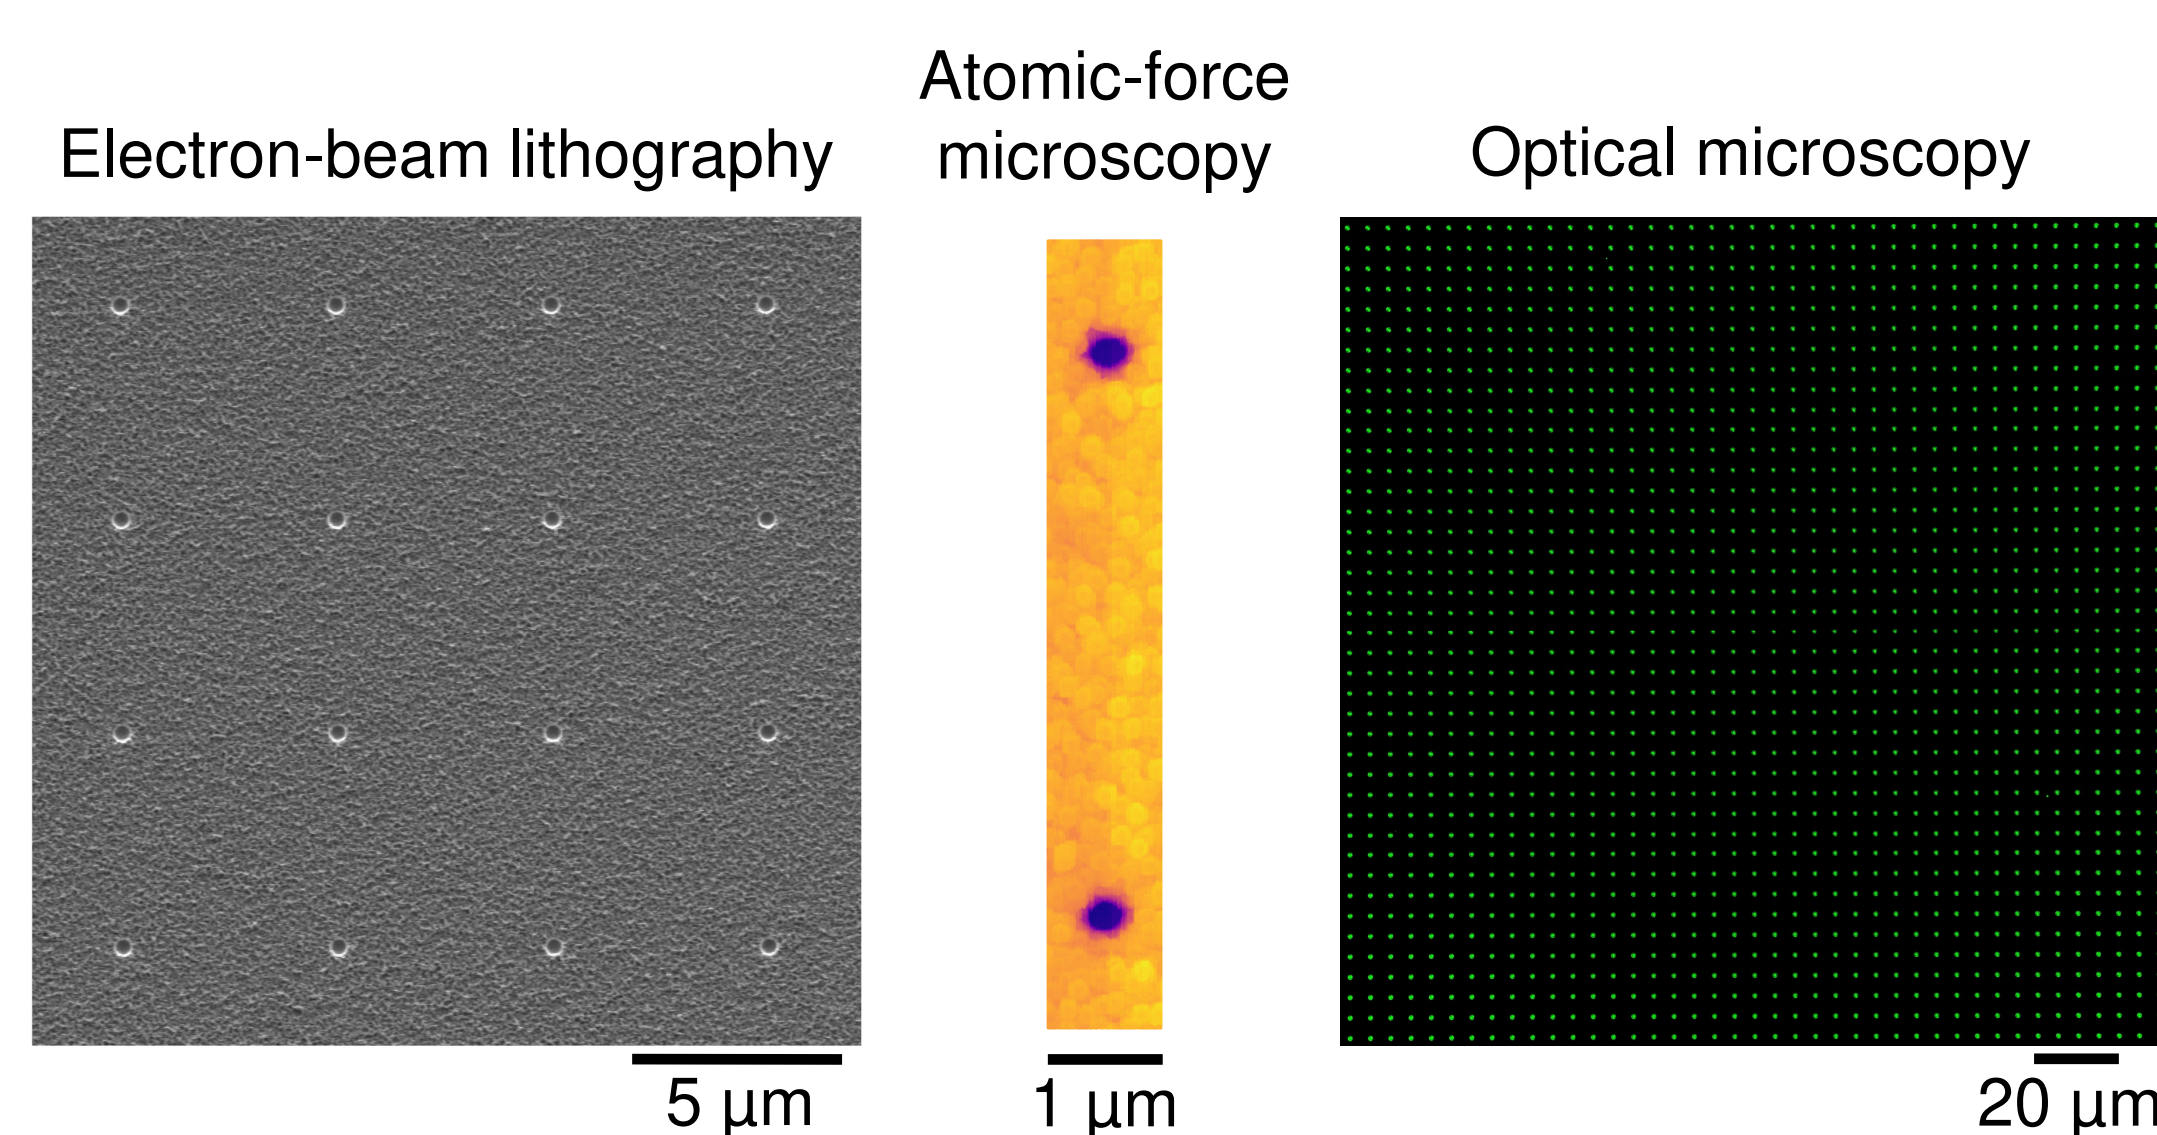 Electron-beam lithography
Atomic-force
microscopy
Optical microscopy
5 µm
1 µm
20 µm